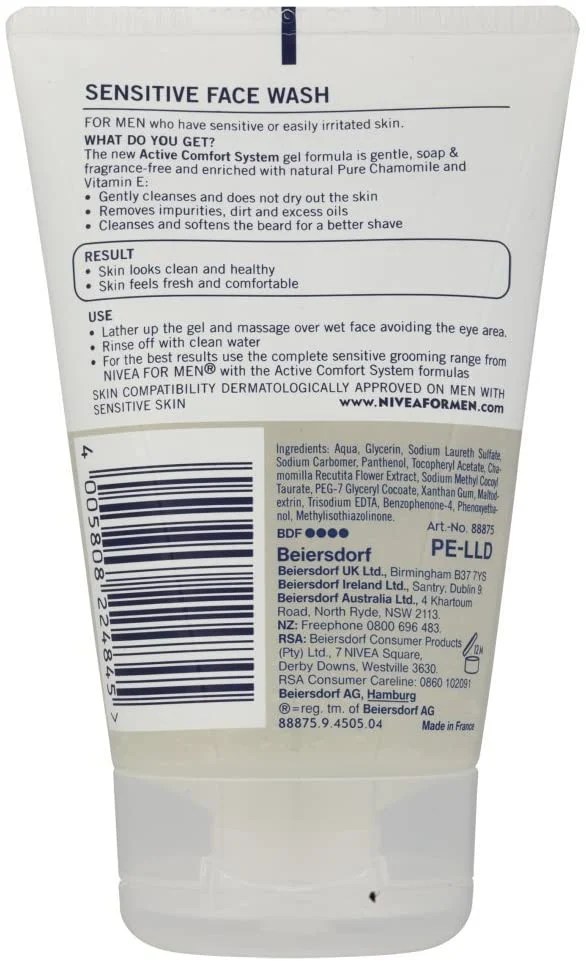 SENSITIVE FACE WASH
FOR MEN who have sensitive or easily irritated skin.
WHAT DO YOU GET?
The new Active Comfort System gel formula is gentle, soap &
fragrance-free and enriched with natural Pure Chamomile and
Vitamin E:
• Gently cleanses and does not dry out the skin
• Removes impurities, dirt and excess oils
• Cleanses and softens the beard for a better shave
RESULT
• Skin looks clean and healthy
• Skin feels fresh and comfortable
USE
• Lather up the gel and massage over wet face avoiding the eye area.
• Rinse off with clean water
• For the best results use the complete sensitive grooming range from
NIVEA FOR MEN® with the Active Comfort System formulas
SKIN COMPATIBILITY DERMATOLOGICALLY APPROVED ON MEN WITH
SENSITIVE SKIN
www.NIVEAFORMEN.com
4 005808 224845 >
Ingredients: Aqua, Glycerin, Sodium Laureth Sulfate,
Sodium Carbomer, Panthenol, Tocopheryl Acetate, Cha-
momilla Recutita Flower Extract, Sodium Methyl Cocoyl
Taurate, PEG-7 Glyceryl Cocoate, Xanthan Gum, Maltod-
extrin, Trisodium EDTA, Benzophenone-4, Phenoxyetha-
nol, Methylisothiazolinone.
Art.-No. 88875
BDF ●●●●
PE-LLD
Beiersdorf
Beiersdorf UK Ltd., Birmingham B37 7YS
Beiersdorf Ireland Ltd., Santry, Dublin 9
Beiersdorf Australia Ltd., 4 Khartoum
Road, North Ryde, NSW 2113.
NZ: Freephone 0800 696 483.
RSA: Beiersdorf Consumer Products
(Pty) Ltd., 7 NIVEA Square,
Derby Downs, Westville 3630.
RSA Consumer Careline: 0860 102091
12M
Beiersdorf AG, Hamburg
®=reg. tm. of Beiersdorf AG
88875.9.4505.04
Made in France